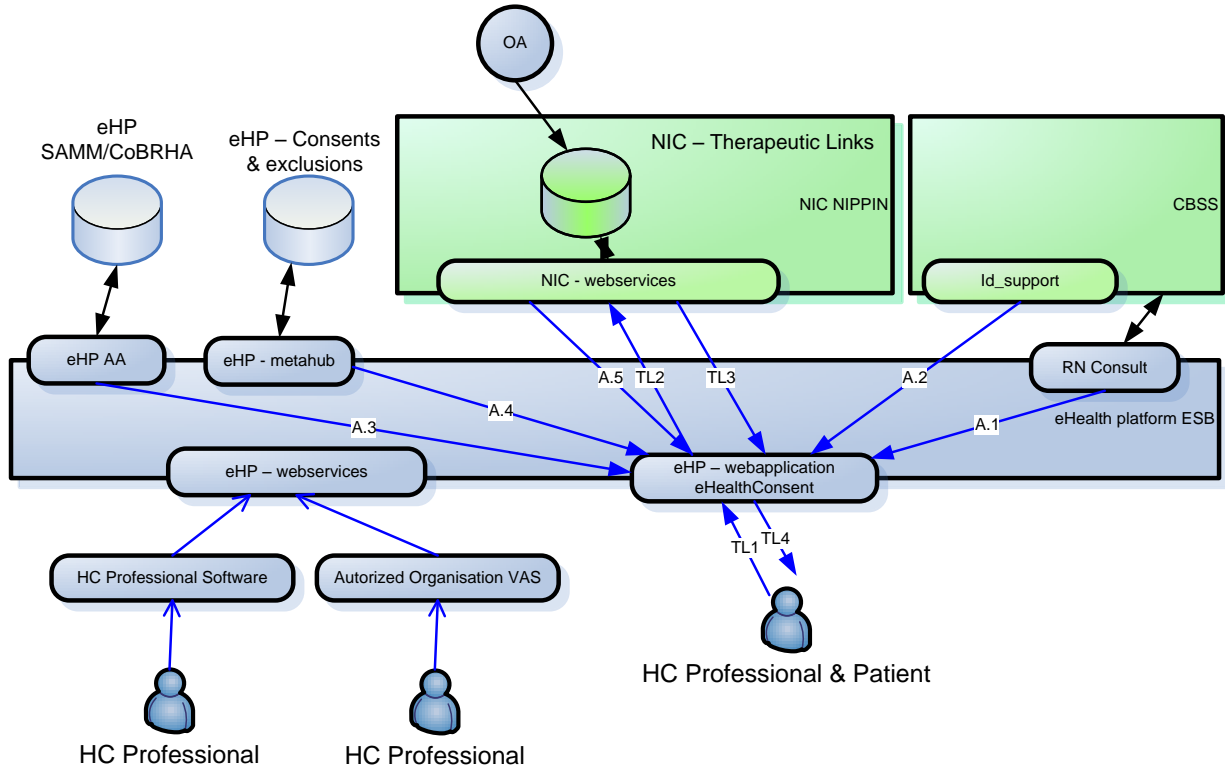 OA
eHP
SAMM/CoBRHA
eHP – Consents
& exclusions
NIC – Therapeutic Links
NIC NIPPIN
CBSS
NIC - webservices
Id_support
eHP AA
eHP - metahub
RN Consult
A.5
TL2
TL3
A.2
A.4
A.3
A.1
eHealth platform ESB
eHP – webservices
eHP – webapplication
eHealthConsent
TL1
TL4
HC Professional Software
Autorized Organisation VAS
HC Professional & Patient
HC Professional
HC Professional